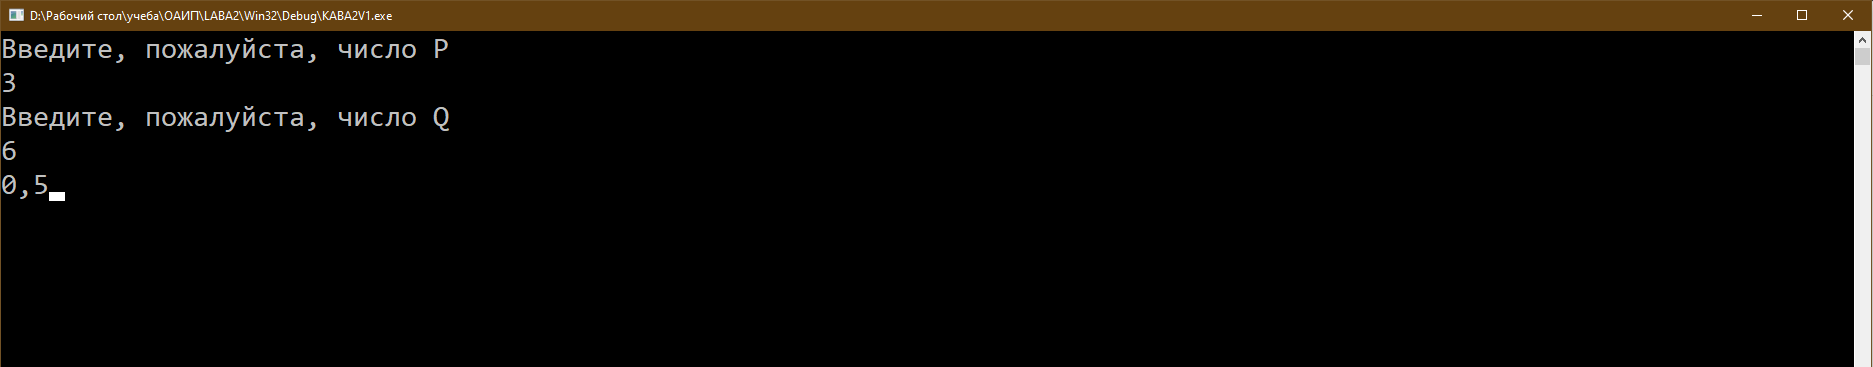 D:\Рабочий стол\учеба\ОАИП\LABA2\Win32\Debug\KABA2V1.exe
Введите, пожалуйста, число P
3
Введите, пожалуйста, число Q
6
0,5